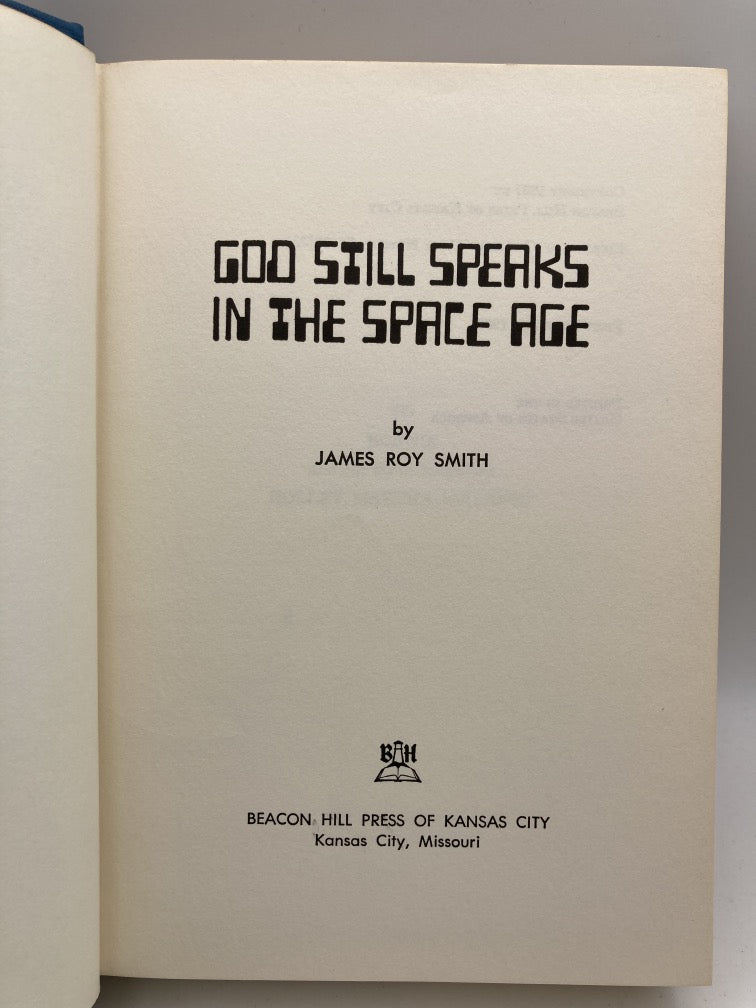 GOD STILL SPEAKS
IN THE SPACE AGE
by
JAMES ROY SMITH
B H
BEACON HILL PRESS OF KANSAS CITY
Kansas City, Missouri